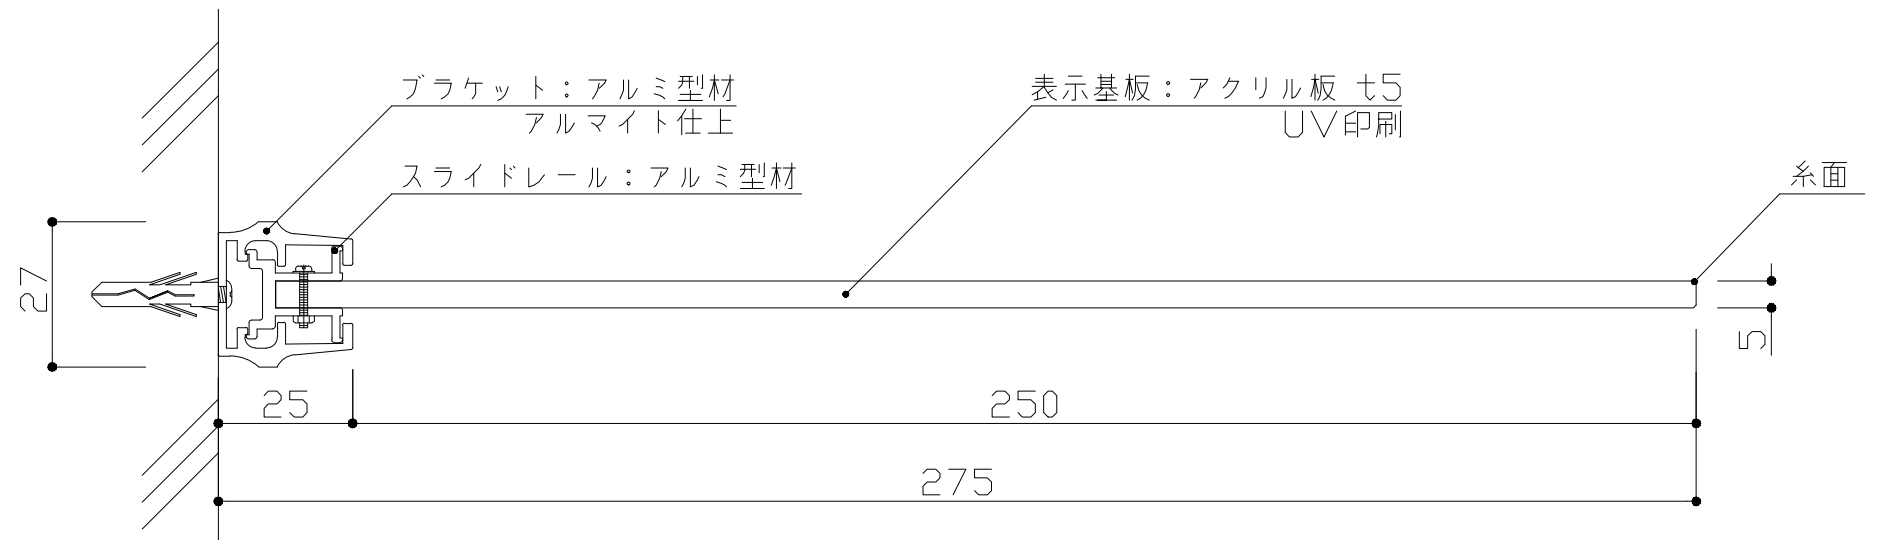 ブラケット：アルミ型材
アルマイト仕上
表示基板：アクリル板 t5
UV印刷
スライドレール：アルミ型材
糸面
27
5
25
250
275